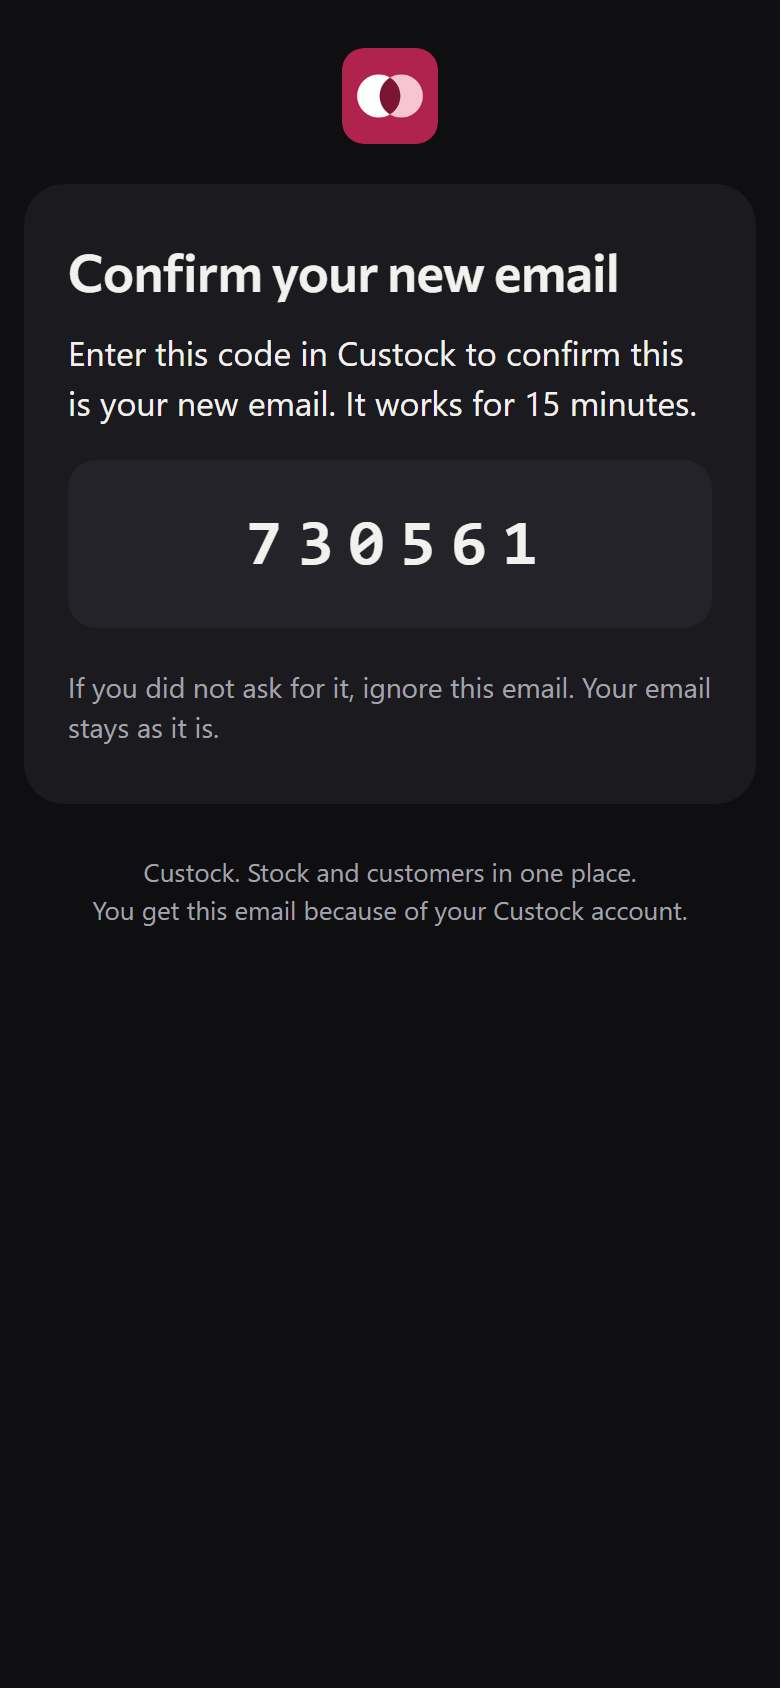 Confirm your new email
Enter this code in Custock to confirm this
is your new email. It works for 15 minutes.
730561
If you did not ask for it, ignore this email. Your email
stays as it is.
Custock. Stock and customers in one place.
You get this email because of your Custock account.